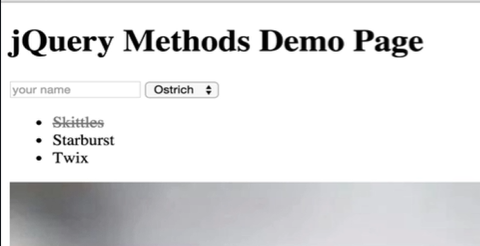 jQuery Methods Demo Page
your name Ostrich
Skittles
Starburst
Twix